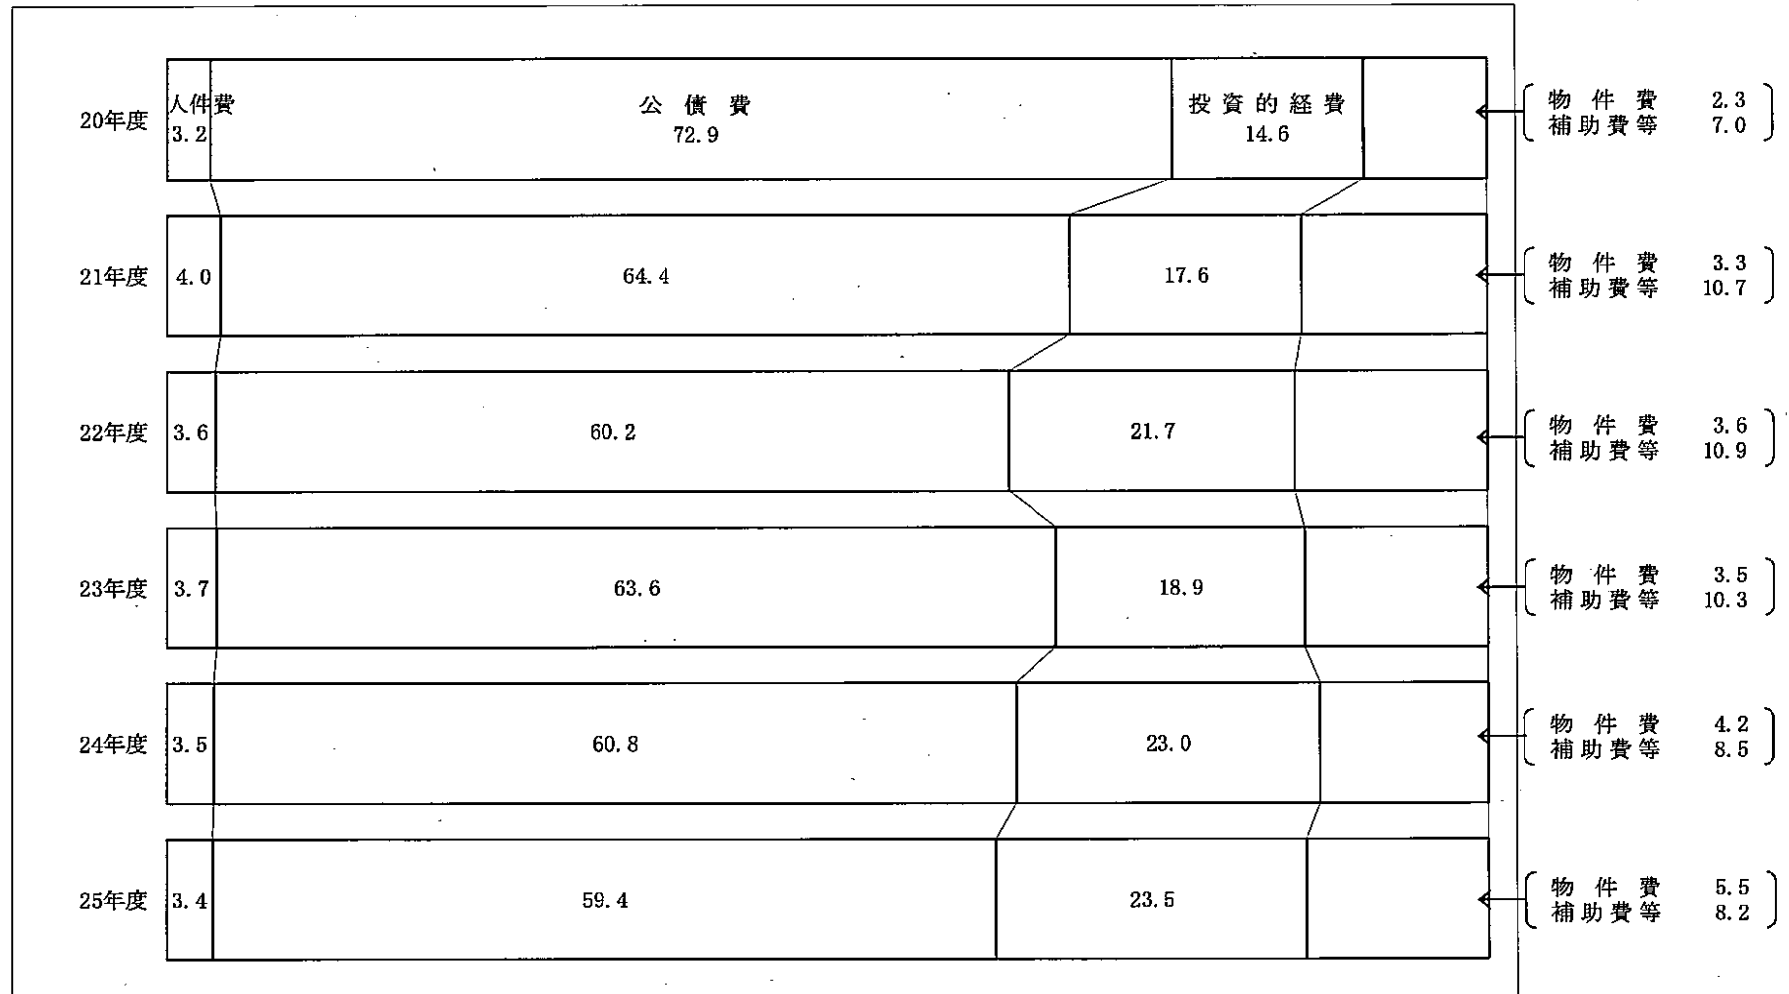 20年度 人件費 公債費 投資的経費 物件費 2.3
3.2 72.9 14.6 補助費等 7.0
21年度 4.0 64.4 17.6 物件費 3.3
補助費等 10.7
22年度 3.6 60.2 21.7 物件費 3.6
補助費等 10.9
23年度 3.7 63.6 18.9 物件費 3.5
補助費等 10.3
24年度 3.5 60.8 23.0 物件費 4.2
補助費等 8.5
25年度 3.4 59.4 23.5 物件費 5.5
補助費等 8.2